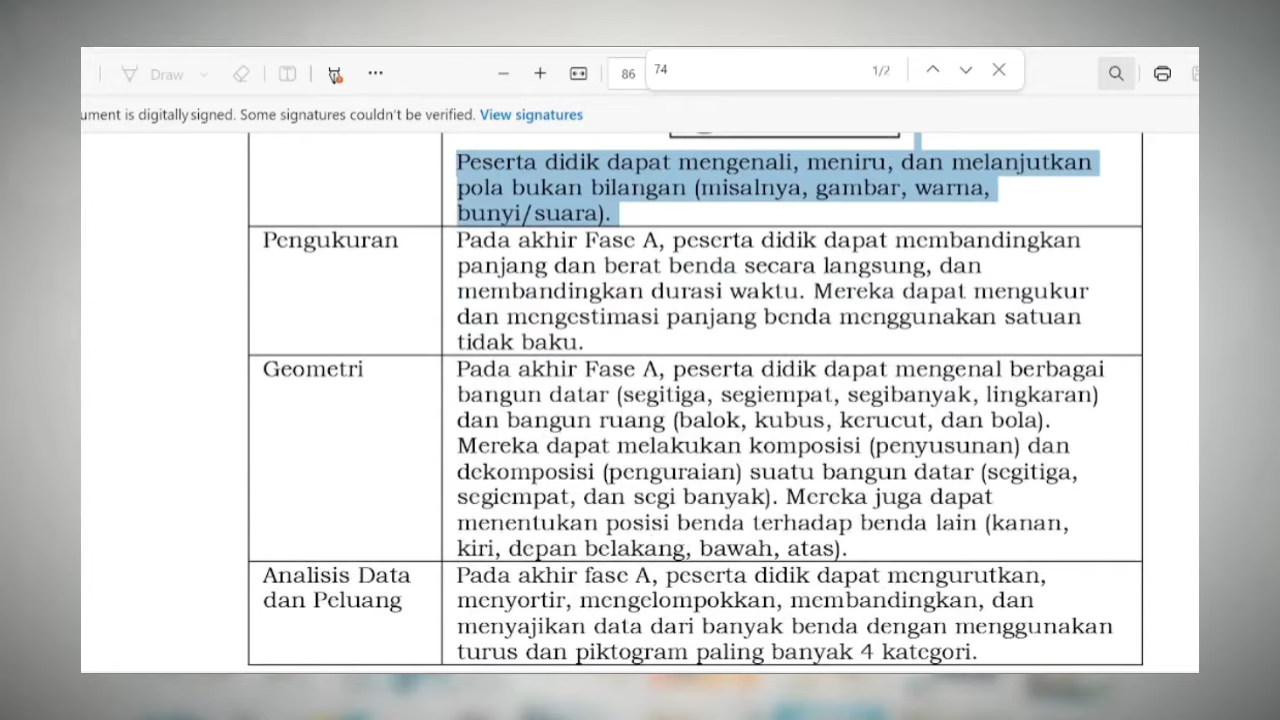 Draw
86
74
1/2
ument is digitally signed. Some signatures couldn't be verified. View signatures
Peserta didik dapat mengenali, meniru, dan melanjutkan
pola bukan bilangan (misalnya, gambar, warna,
bunyi/suara).
Pengukuran
Pada akhir Fase A, peserta didik dapat membandingkan
panjang dan berat benda secara langsung, dan
membandingkan durasi waktu. Mereka dapat mengukur
dan mengestimasi panjang benda menggunakan satuan
tidak baku.
Geometri
Pada akhir Fase A, peserta didik dapat mengenal berbagai
bangun datar (segitiga, segiempat, segibanyak, lingkaran)
dan bangun ruang (balok, kubus, kerucut, dan bola).
Mereka dapat melakukan komposisi (penyusunan) dan
dekomposisi (penguraian) suatu bangun datar (segitiga,
segiempat, dan segi banyak). Mereka juga dapat
menentukan posisi benda terhadap benda lain (kanan,
kiri, depan belakang, bawah, atas).
Analisis Data
dan Peluang
Pada akhir fase A, peserta didik dapat mengurutkan,
menyortir, mengelompokkan, membandingkan, dan
menyajikan data dari banyak benda dengan menggunakan
turus dan piktogram paling banyak 4 kategori.